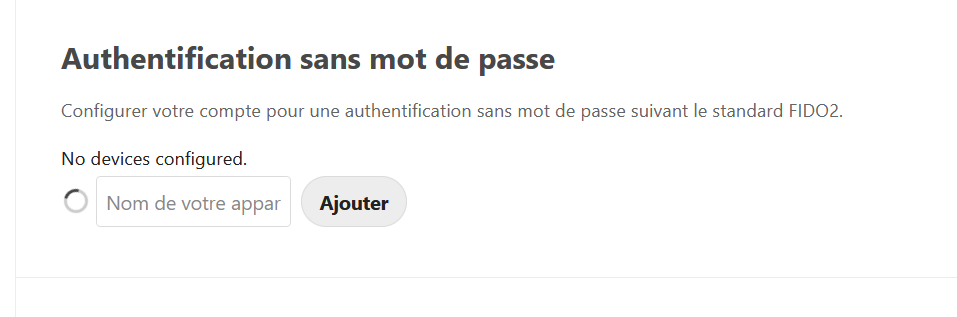 Authentification sans mot de passe
Configurer votre compte pour une authentification sans mot de passe suivant le standard FIDO2.
No devices configured.
Nom de votre appar
Ajouter